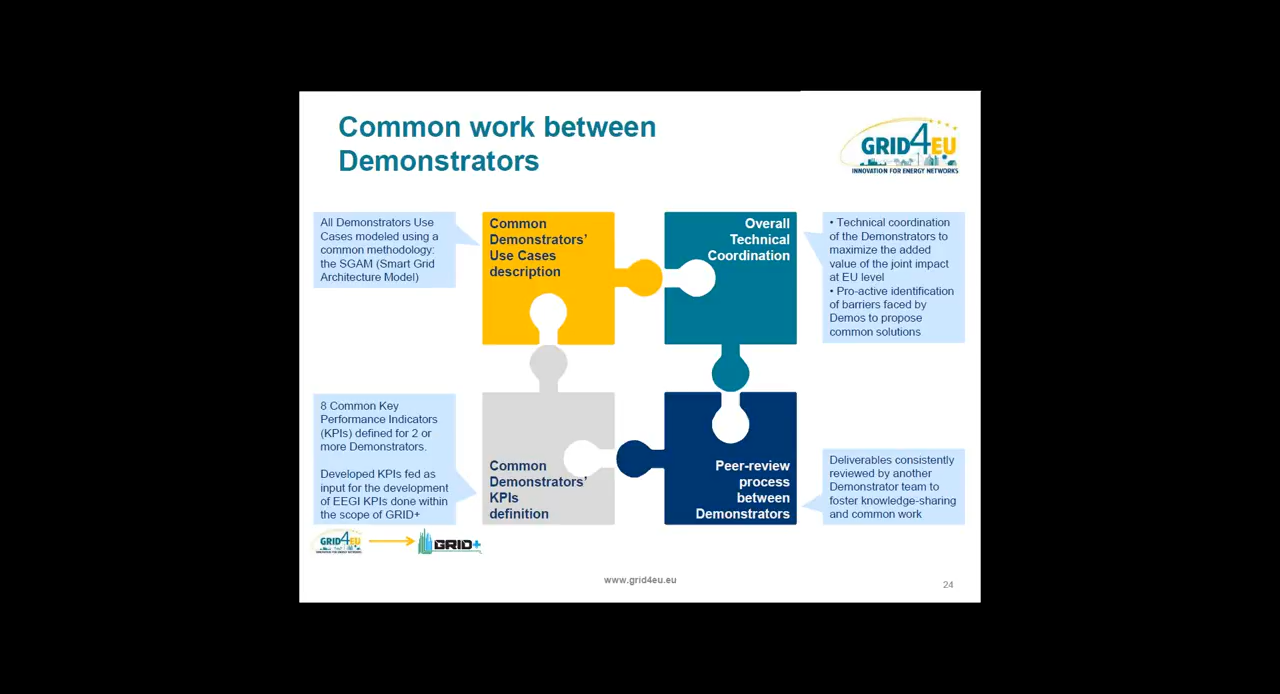 Common work between
Demonstrators
GRID4EU
INNOVATION FOR ENERGY NETWORKS
All Demonstrators Use
Cases modeled using a
common methodology:
the SGAM (Smart Grid
Architecture Model)
Common
Demonstrators’
Use Cases
description
Overall
Technical
Coordination
• Technical coordination
of the Demonstrators to
maximize the added
value of the joint impact
at EU level
• Pro-active identification
of barriers faced by
Demos to propose
common solutions
8 Common Key
Performance Indicators
(KPIs) defined for 2 or
more Demonstrators.
Developed KPIs fed as
input for the development
of EEGI KPIs done within
the scope of GRID+
Common
Demonstrators’
KPIs
definition
Peer-review
process
between
Demonstrators
Deliverables consistently
reviewed by another
Demonstrator team to
foster knowledge-sharing
and common work
GRID4EU
INNOVATION FOR ENERGY NETWORKS
GRID+
www.grid4eu.eu
24